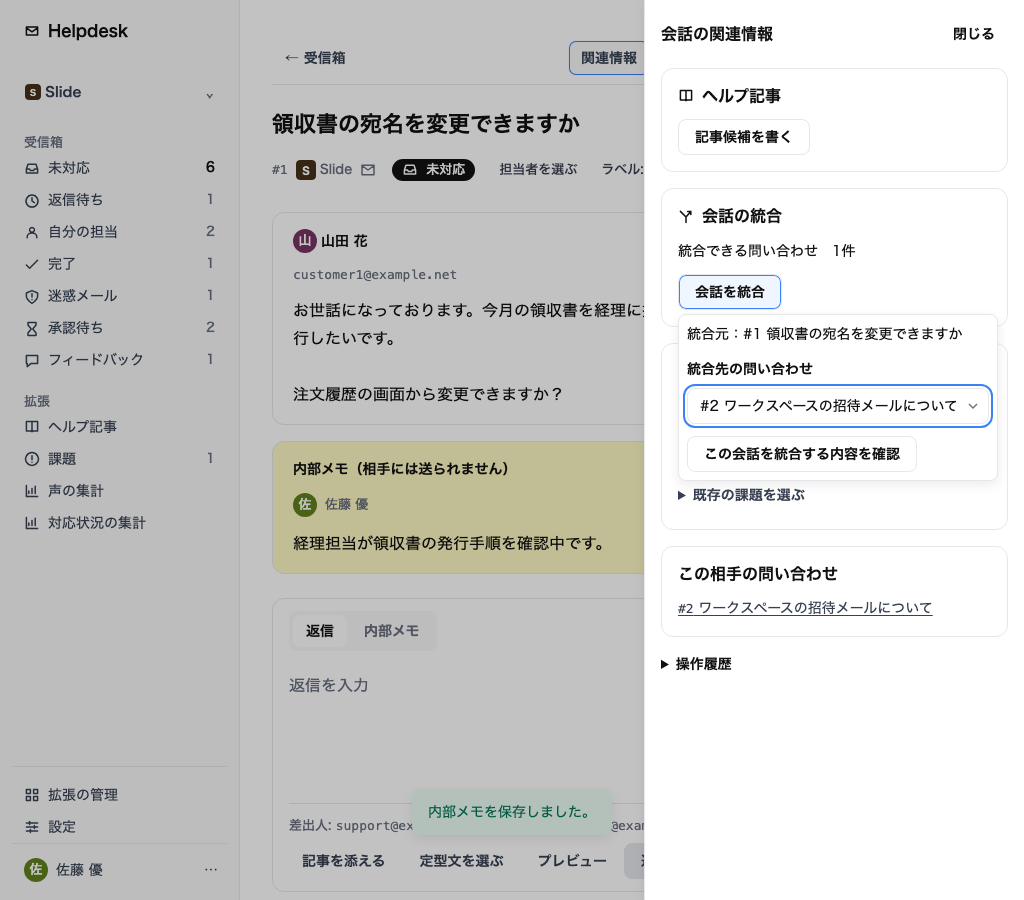 Helpdesk
S Slide
受信箱
未対応 6
返信待ち 1
自分の担当 2
完了 1
迷惑メール 1
承認待ち 2
フィードバック 1
拡張
ヘルプ記事
課題 1
声の集計
対応状況の集計
拡張の管理
設定
佐 佐藤 優 …
← 受信箱
関連情報
領収書の宛名を変更できますか
#1 S Slide 未対応 担当者を選ぶ ラベル:
山 山田 花
customer1@example.net
お世話になっております。今月の領収書を経理に
行したいです。
注文履歴の画面から変更できますか？
内部メモ（相手には送られません）
佐 佐藤 優
経理担当が領収書の発行手順を確認中です。
返信 内部メモ
返信を入力
内部メモを保存しました。
差出人: support@ex
@exam
記事を添える 定型文を選ぶ プレビュー
会話の関連情報 閉じる
ヘルプ記事
記事候補を書く
会話の統合
統合できる問い合わせ 1件
会話を統合
統合元：#1 領収書の宛名を変更できますか
統合先の問い合わせ
#2 ワークスペースの招待メールについて
この会話を統合する内容を確認
▶ 既存の課題を選ぶ
この相手の問い合わせ
#2 ワークスペースの招待メールについて
▶ 操作履歴